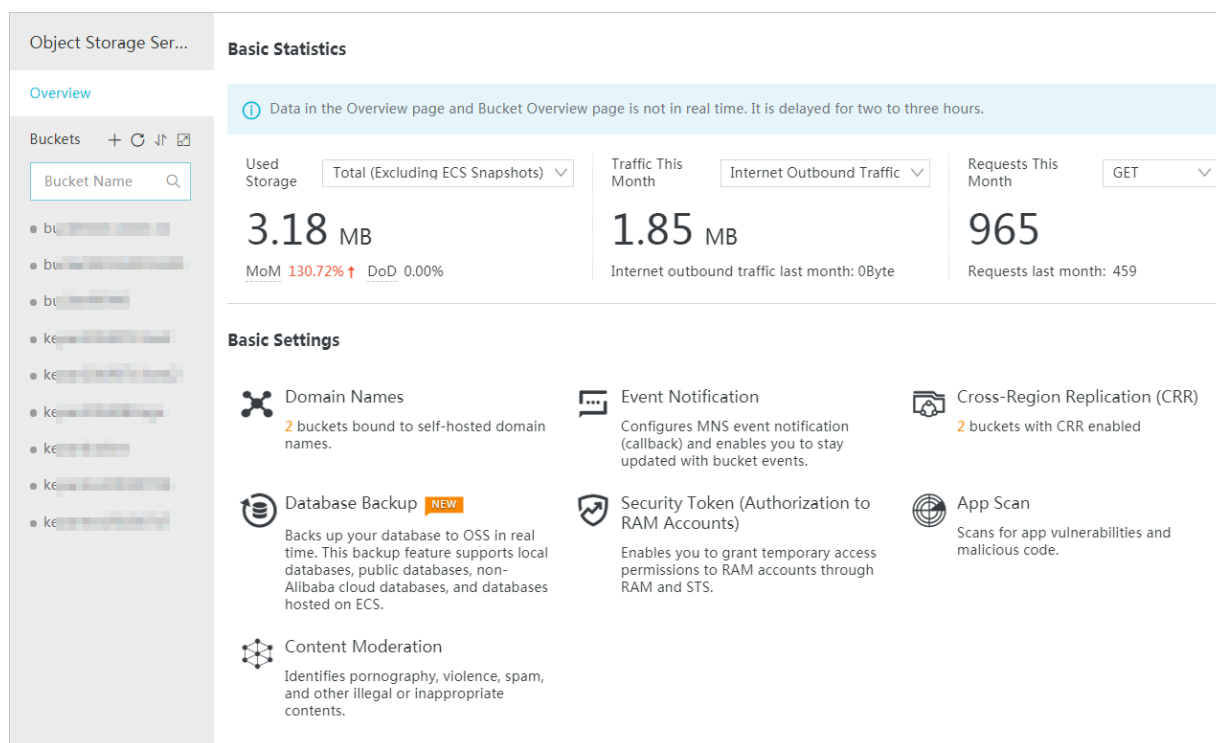 Object Storage Ser...
Overview
Buckets
Bucket Name
Basic Statistics
Data in the Overview page and Bucket Overview page is not in real time. It is delayed for two to three hours.
Used
Storage
Total (Excluding ECS Snapshots)
3.18 MB
MoM 130.72% DoD 0.00%
Traffic This
Month
Internet Outbound Traffic
1.85 MB
Internet outbound traffic last month: 0Byte
Requests This
Month
GET
965
Requests last month: 459
Basic Settings
Domain Names
2 buckets bound to self-hosted domain
names.
Event Notification
Configures MNS event notification
(callback) and enables you to stay
updated with bucket events.
Cross-Region Replication (CRR)
2 buckets with CRR enabled
Database Backup NEW
Backs up your database to OSS in real
time. This backup feature supports local
databases, public databases, non-
Alibaba cloud databases, and databases
hosted on ECS.
Security Token (Authorization to
RAM Accounts)
Enables you to grant temporary access
permissions to RAM accounts through
RAM and STS.
App Scan
Scans for app vulnerabilities and
malicious code.
Content Moderation
Identifies pornography, violence, spam,
and other illegal or inappropriate
contents.